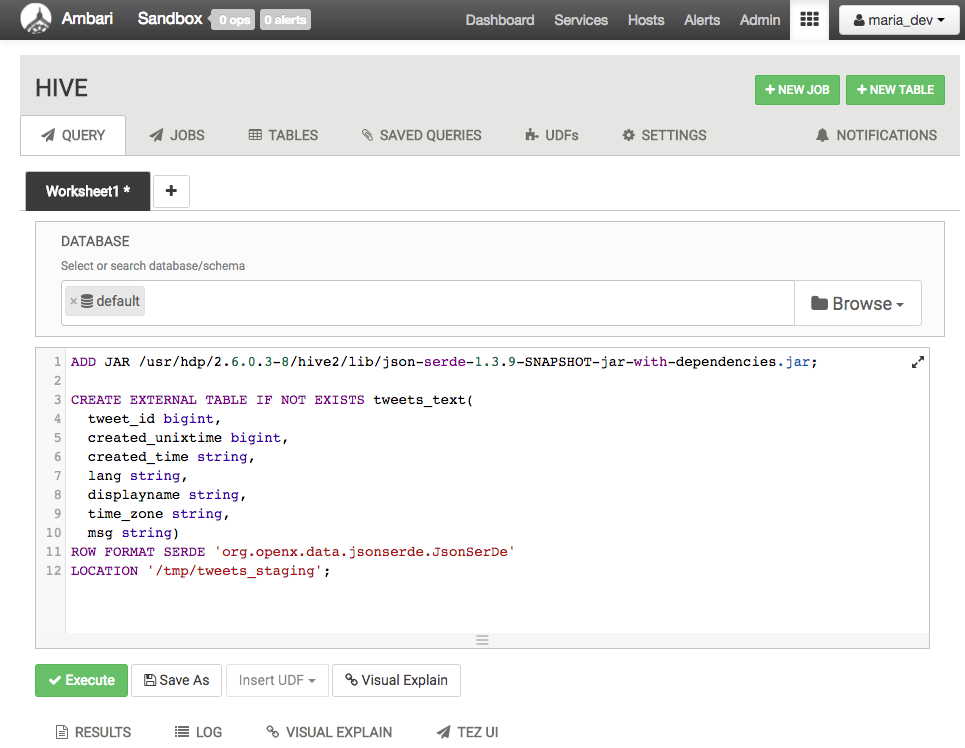 Ambari Sandbox 0 ops 0 alerts Dashboard Services Hosts Alerts Admin maria_dev
HIVE
+ NEW JOB + NEW TABLE
QUERY JOBS TABLES SAVED QUERIES UDFs SETTINGS NOTIFICATIONS
Worksheet1 * +
DATABASE
Select or search database/schema
× default Browse
1 ADD JAR /usr/hdp/2.6.0.3-8/hive2/lib/json-serde-1.3.9-SNAPSHOT-jar-with-dependencies.jar;
2
3 CREATE EXTERNAL TABLE IF NOT EXISTS tweets_text(
4 tweet_id bigint,
5 created_unixtime bigint,
6 created_time string,
7 lang string,
8 displayname string,
9 time_zone string,
10 msg string)
11 ROW FORMAT SERDE 'org.openx.data.jsonserde.JsonSerDe'
12 LOCATION '/tmp/tweets_staging';
Execute Save As Insert UDF Visual Explain
RESULTS LOG VISUAL EXPLAIN TEZ UI